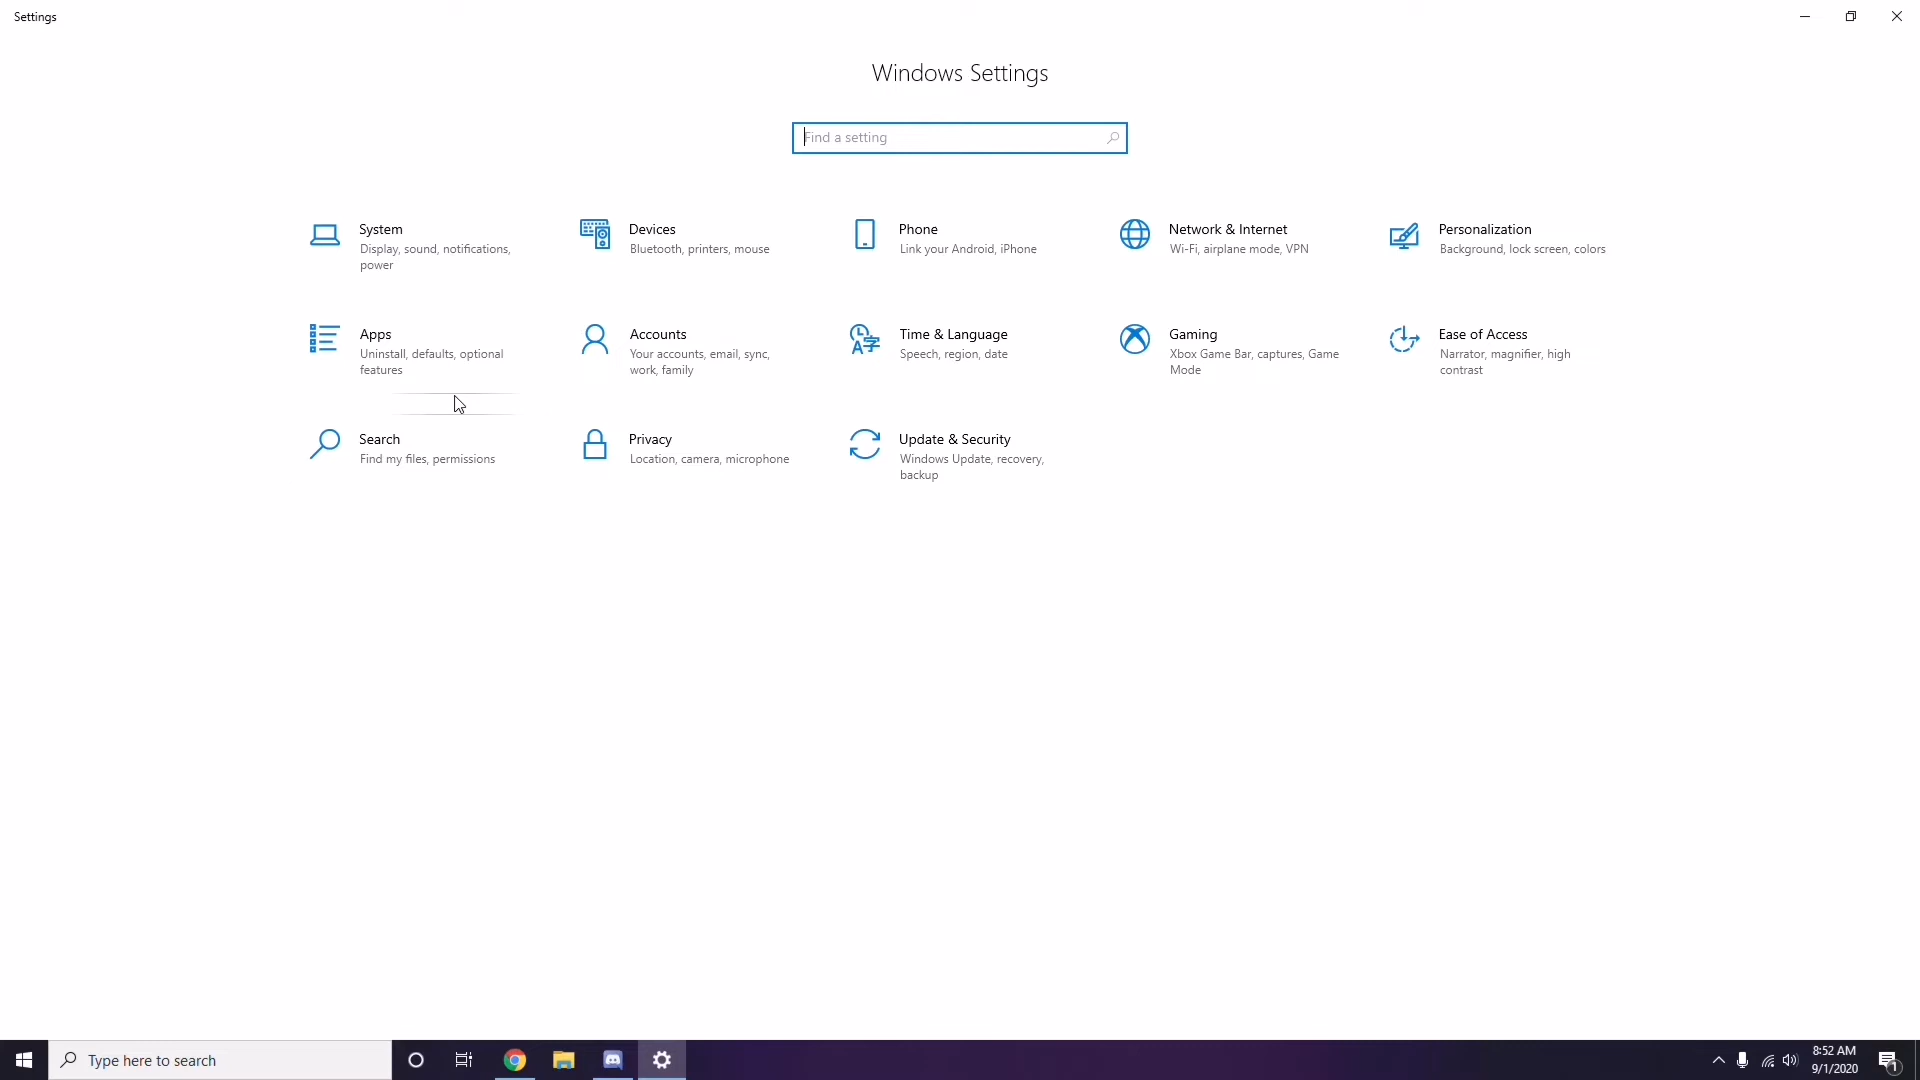 Settings
Windows Settings
Find a setting
System
Display, sound, notifications,
power
Devices
Bluetooth, printers, mouse
Phone
Link your Android, iPhone
Network & Internet
Wi-Fi, airplane mode, VPN
Personalization
Background, lock screen, colors
Apps
Uninstall, defaults, optional
features
Accounts
Your accounts, email, sync,
work, family
Time & Language
Speech, region, date
Gaming
Xbox Game Bar, captures, Game
Mode
Ease of Access
Narrator, magnifier, high
contrast
Search
Find my files, permissions
Privacy
Location, camera, microphone
Update & Security
Windows Update, recovery,
backup
Type here to search
8:52 AM
9/1/2020
1